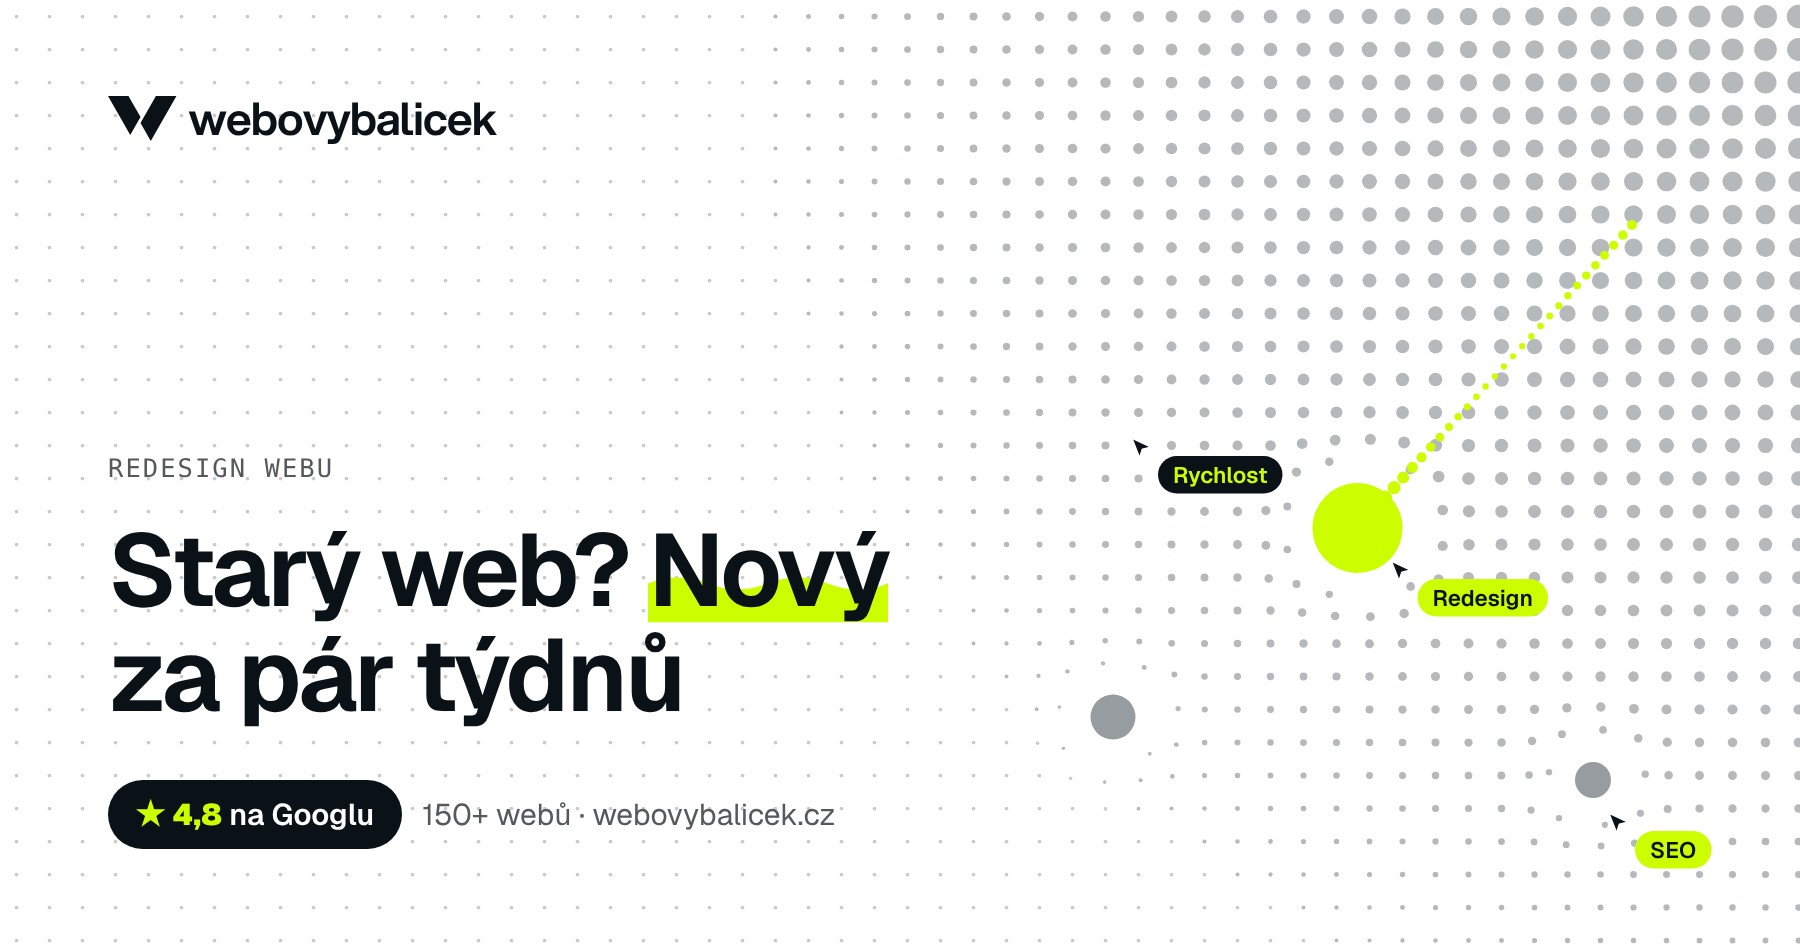 webovybalicek
REDESIGN WEBU
Starý web? Nový
za pár týdnů
★ 4,8 na Googlu
150+ webů · webovybalicek.cz
Rychlost
Redesign
SEO